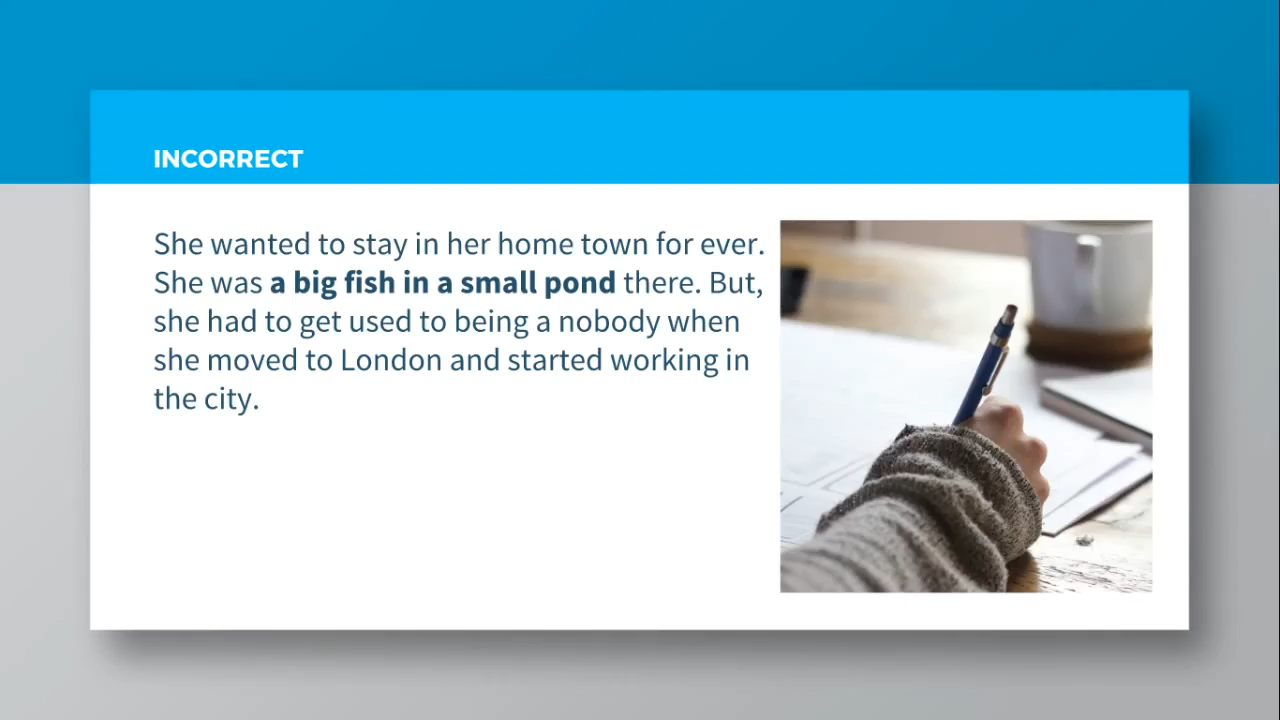 INCORRECT
She wanted to stay in her home town for ever.
She was a big fish in a small pond there. But,
she had to get used to being a nobody when
she moved to London and started working in
the city.